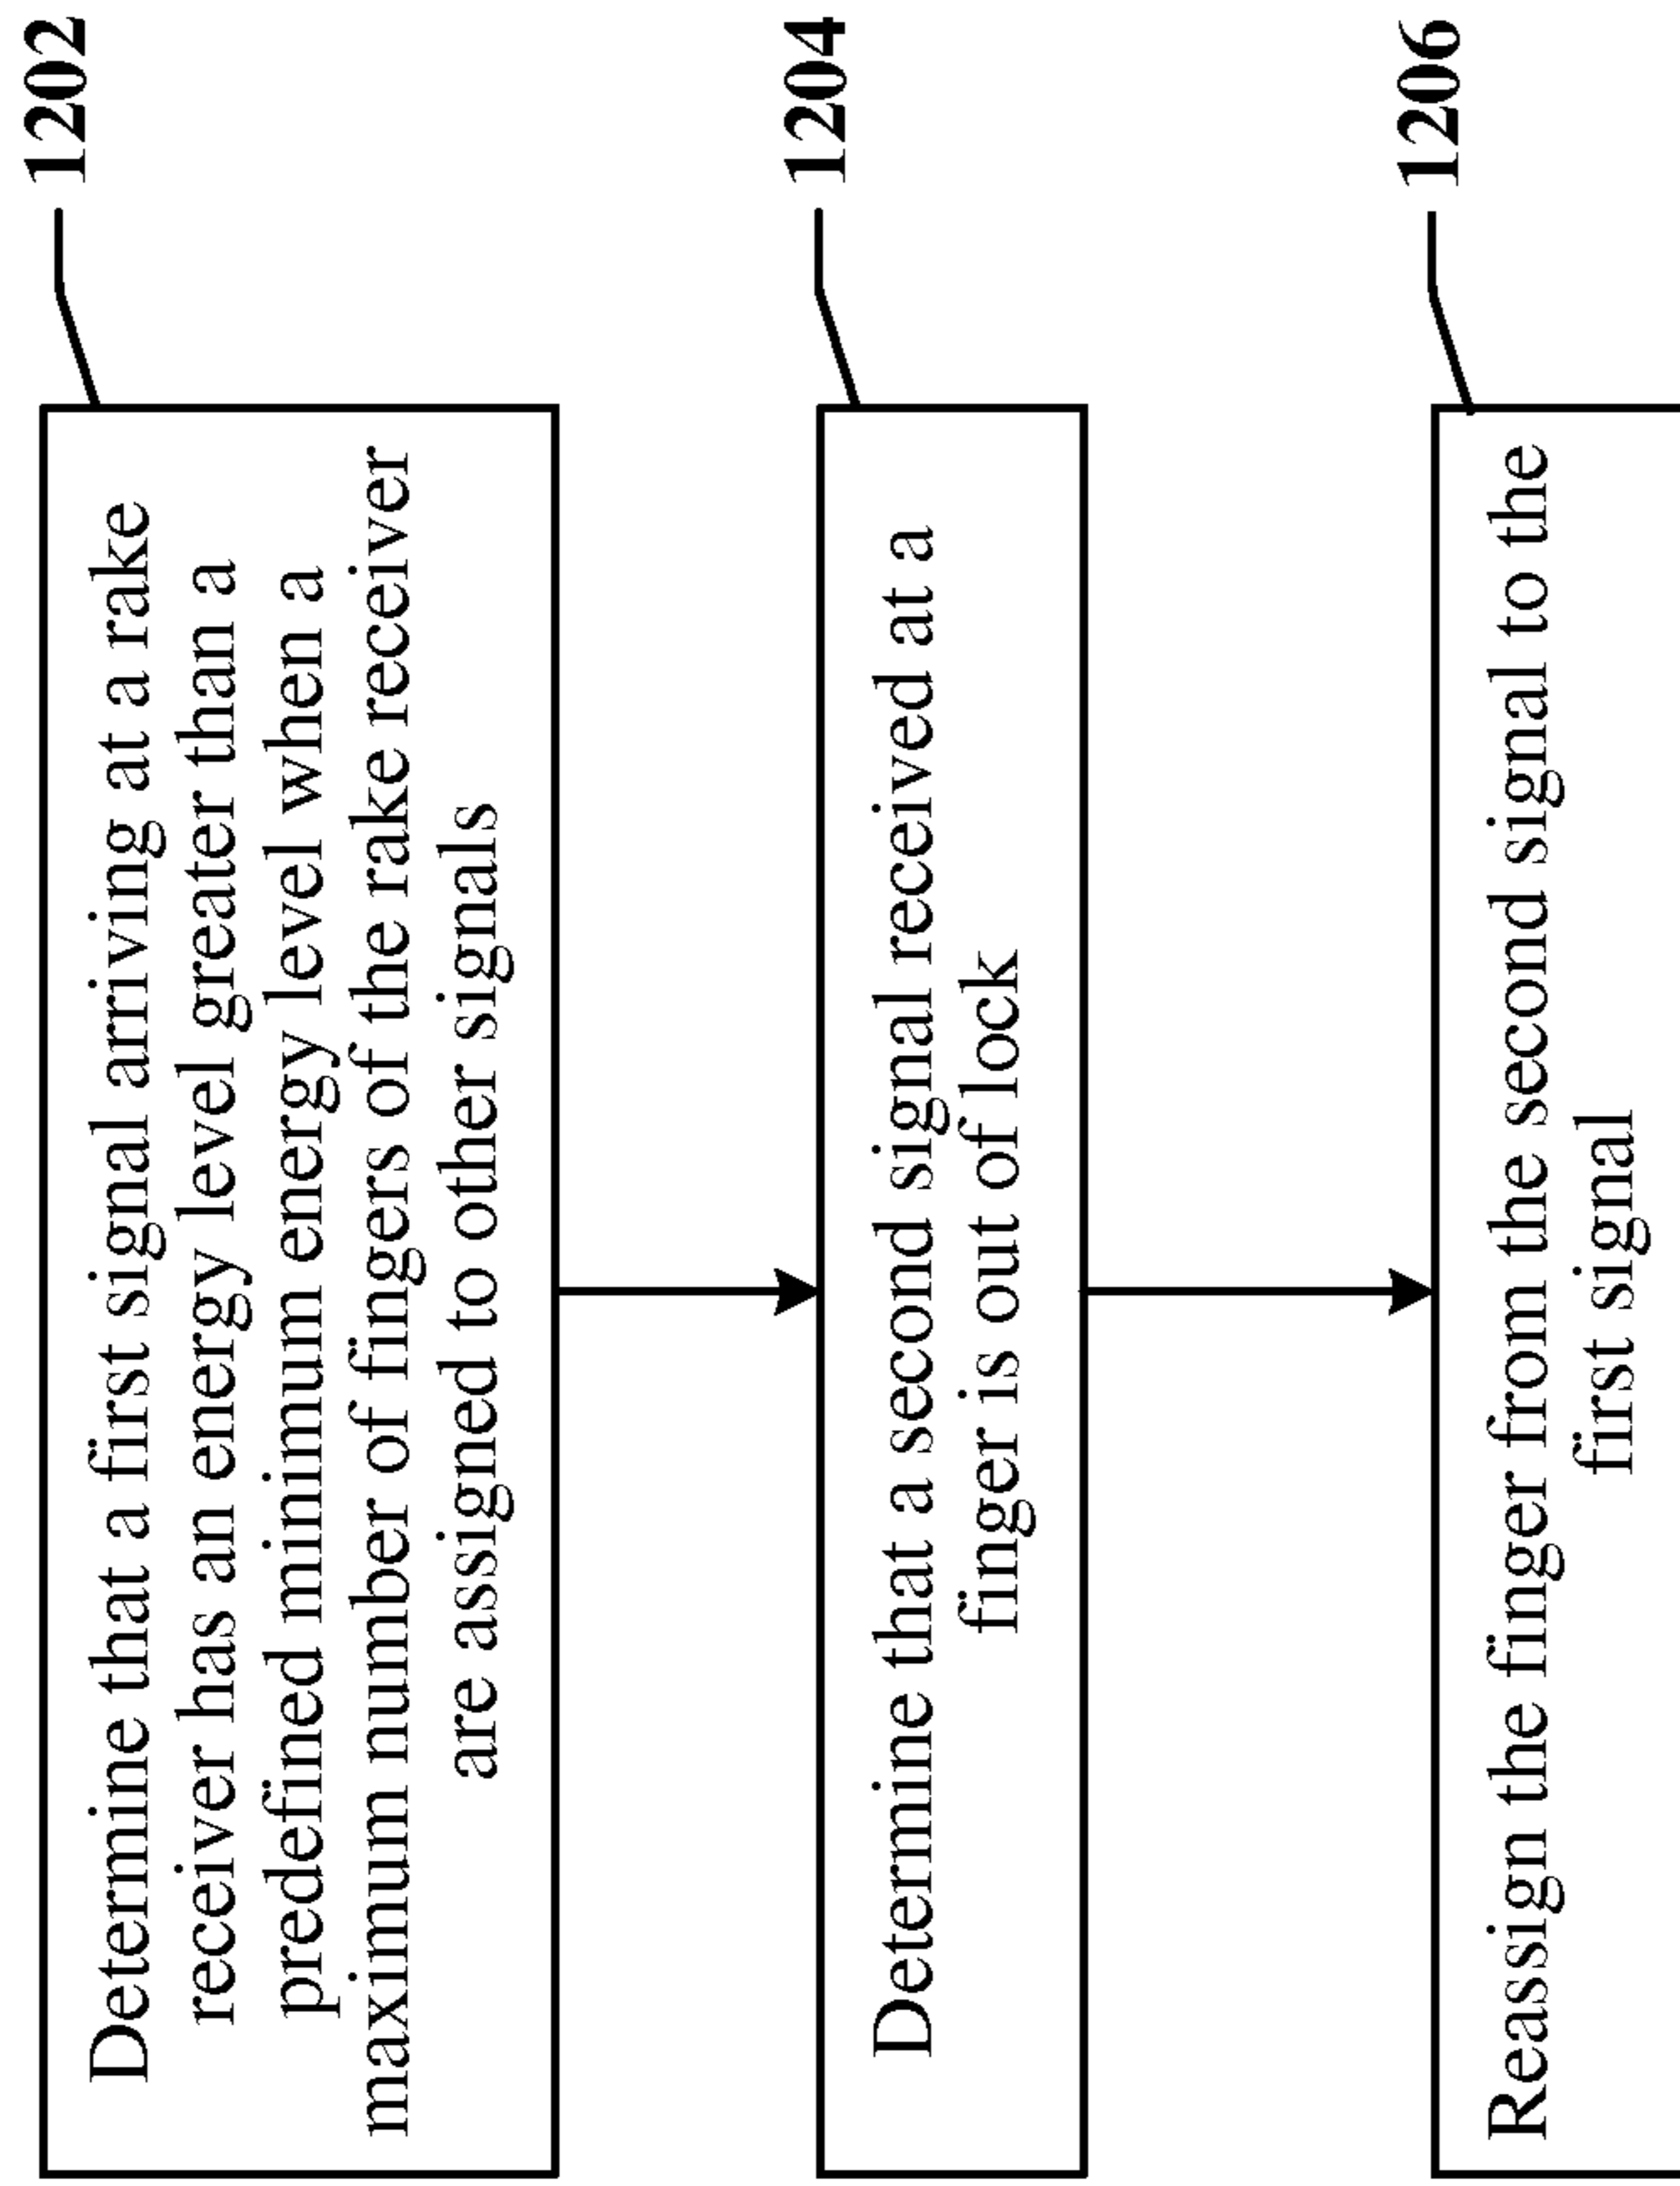 Determine that a first signal arriving at a rake
receiver has an energy level greater than a
predefined minimum energy level when a
maximum number of fingers of the rake receiver
are assigned to other signals
1202
Determine that a second signal received at a
finger is out of lock
1204
Reassign the finger from the second signal to the
first signal
1206